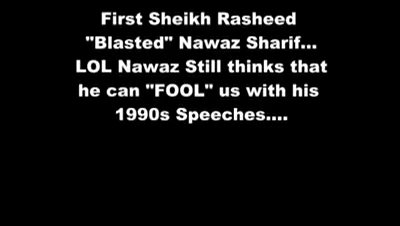 First Sheikh Rasheed
"Blasted" Nawaz Sharif...
LOL Nawaz Still thinks that
he can "FOOL" us with his
1990s Speeches....